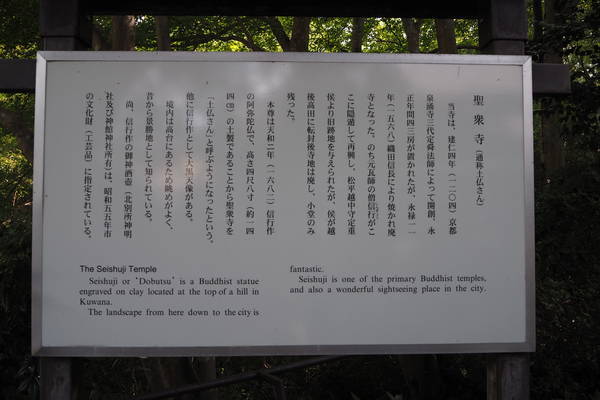 聖衆寺（通称土仏さん）
当寺は、建仁四年（一二〇四）京都
泉涌寺三代定舜法師によって開創、永
正年間四三房が置かれたが、永禄一一
年（一五六八）織田信長により焼かれ廃
寺となった。のち元瓦師の僧信行がこ
こに隠遁して再興し、松平越中守定重
侯より旧跡地を与えられたが、侯が越
後高田に転封後寺地は廃し、小堂のみ
残った。
本尊は天和二年（一六八二）信行作
の阿弥陀仏で、高さ四尺八寸（約一四
四㎝）の土製であることから聖衆寺を
「土仏さん」と呼ぶようになったという。
他に信行作として大黒天像がある。
境内は高台にあるため眺めがよく、
昔から景勝地として知られている。
尚、信行作の御神酒壺（北別所神明
社及び神館神社所有）は、昭和五五年市
の文化財（工芸品）に指定されている。
The Seishuji Temple
Seishuji or 'Dobutsu' is a Buddhist statue
engraved on clay located at the top of a hill in
Kuwana.
The landscape from here down to the city is
fantastic.
Seishuji is one of the primary Buddhist temples,
and also a wonderful sightseeing place in the city.